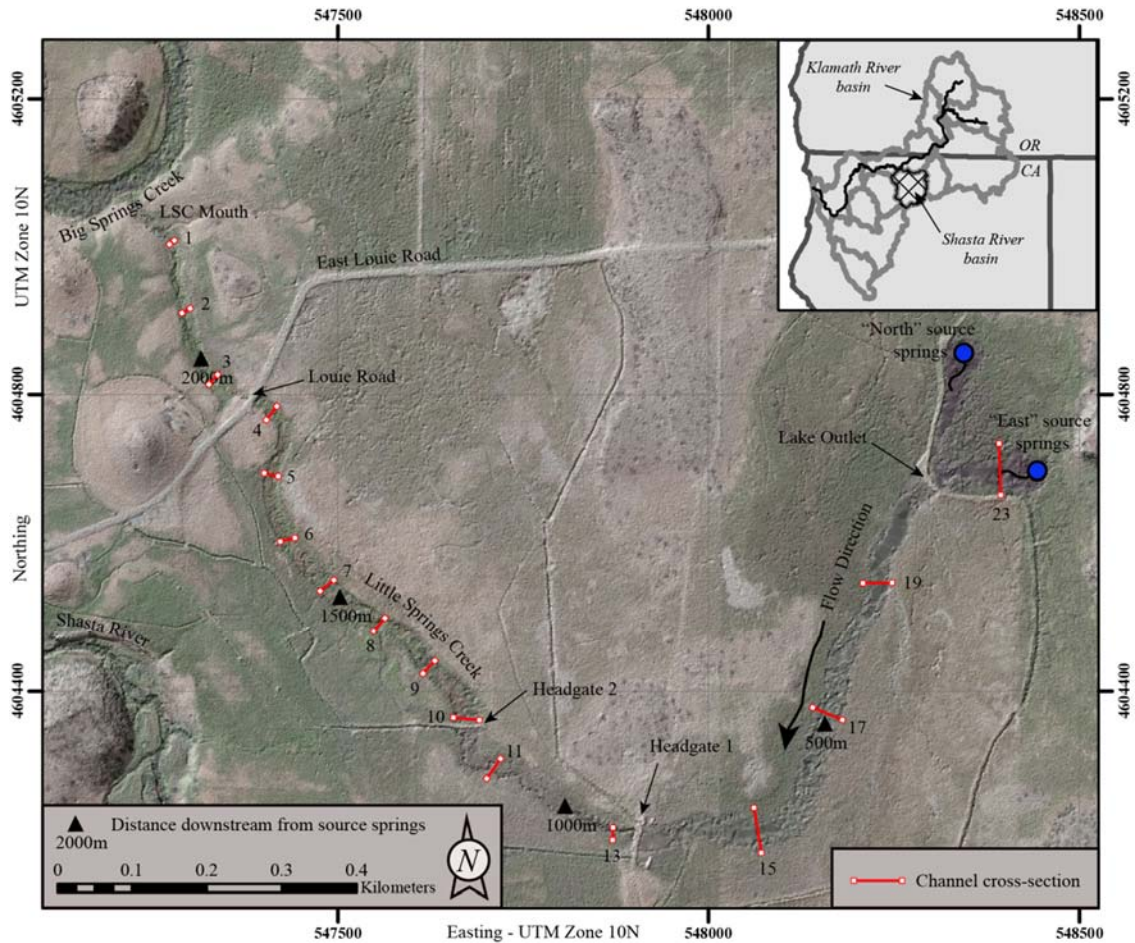 547500
548000
548500
4605200
4605200
UTM Zone 10N
Klamath River
basin
OR
CA
Shasta River
basin
Big Springs Creek
LSC Mouth
1
East Louie Road
2
"North" source
springs
3
2000m
Louie Road
4604800
4604800
4
"East" source
springs
Lake Outlet
5
23
6
Northing
7
1500m
Little Springs Creek
Flow Direction
19
Shasta River
8
9
Headgate 2
10
4604400
4604400
17
500m
11
Headgate 1
1000m
13
15
Distance downstream from source springs
2000m
0 0.1 0.2 0.3 0.4
Kilometers
N
Channel cross-section
547500
Easting - UTM Zone 10N
548000
548500